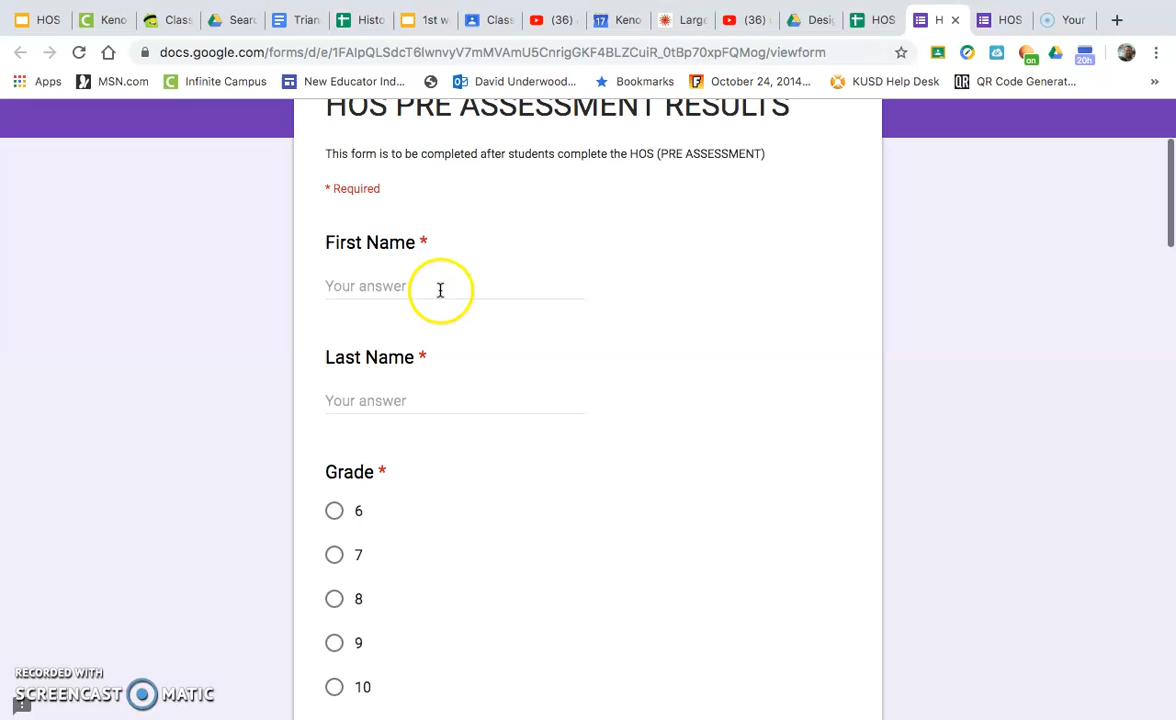 HOS
Keno
Class
Sear
Trian
Histo
1st w
Class
(36)
Keno
Larg
(36)
Desig
HOS
H
HOS
Your
docs.google.com/forms/d/e/1FAIpQLSdcT6lwnvyV7mMVAmU5CnrigGKF4BLZCuiR_0tBp70xpFQMog/viewform
on
20h
Apps
MSN.com
Infinite Campus
New Educator Ind...
David Underwood...
Bookmarks
October 24, 2014...
KUSD Help Desk
QR Code Generat...
HOS PRE ASSESSMENT RESULTS
This form is to be completed after students complete the HOS (PRE ASSESSMENT)
* Required
First Name *
Your answer
Last Name *
Your answer
Grade *
6
7
8
9
10
RECORDED WITH
SCREENCAST MATIC